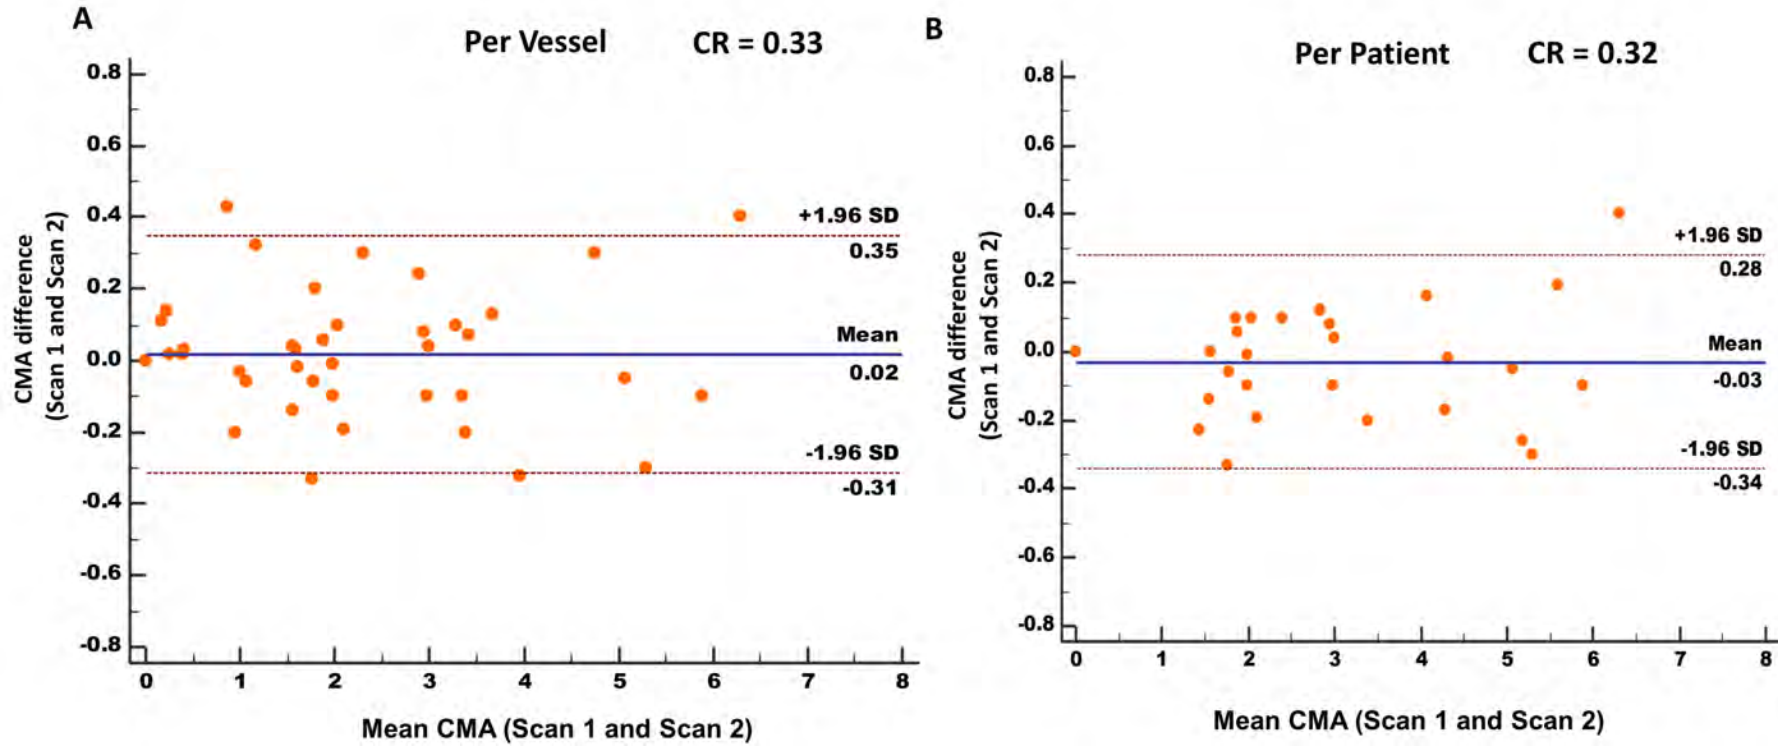 A
Per Vessel CR = 0.33
0.8
0.6
0.4
0.2
0.0
-0.2
-0.4
-0.6
-0.8
CMA difference
(Scan 1 and Scan 2)
+1.96 SD
0.35
Mean
0.02
-1.96 SD
-0.31
0 1 2 3 4 5 6 7 8
Mean CMA (Scan 1 and Scan 2)
B
Per Patient CR = 0.32
0.8
0.6
0.4
0.2
0.0
-0.2
-0.4
-0.6
-0.8
CMA difference
(Scan 1 and Scan 2)
+1.96 SD
0.28
Mean
-0.03
-1.96 SD
-0.34
0 1 2 3 4 5 6 7 8
Mean CMA (Scan 1 and Scan 2)